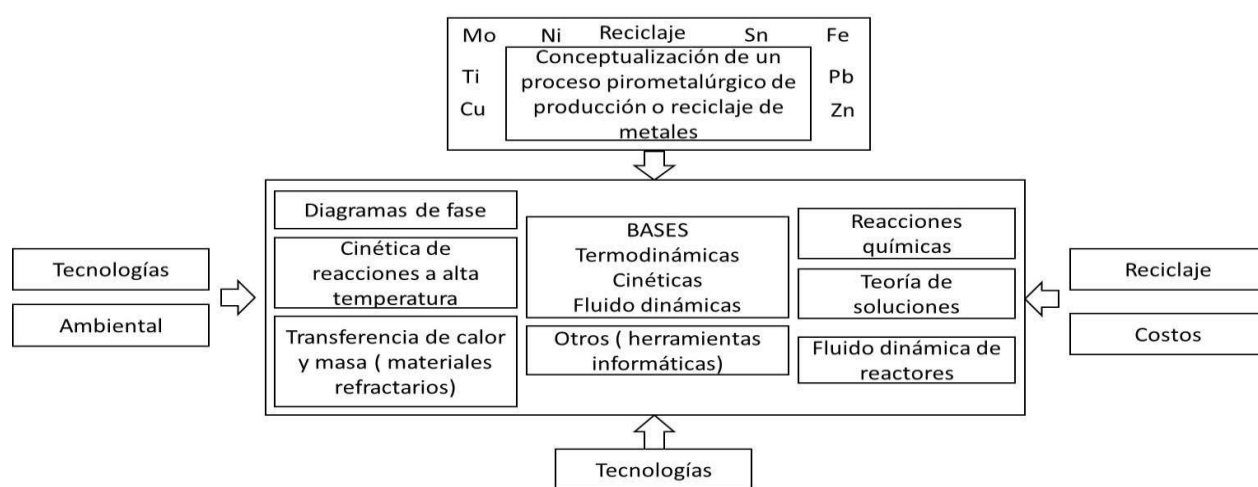 Mo Ni Reciclaje Sn Fe
Conceptualización de un
Ti proceso pirometalúrgico de Pb
Cu producción o reciclaje de Zn
metales
Tecnologías
Ambiental
Diagramas de fase
Cinética de
reacciones a alta
temperatura
Transferencia de calor
y masa ( materiales
refractarios)
BASES
Termodinámicas
Cinéticas
Fluido dinámicas
Otros ( herramientas
informáticas)
Reacciones
químicas
Teoría de
soluciones
Fluido dinámica de
reactores
Reciclaje
Costos
Tecnologías